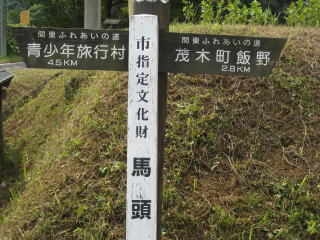 関東ふれあいの道
青少年旅行村
4.5KM
市指定文化財 馬頭
関東ふれあいの道
茂木町飯野
2.8KM